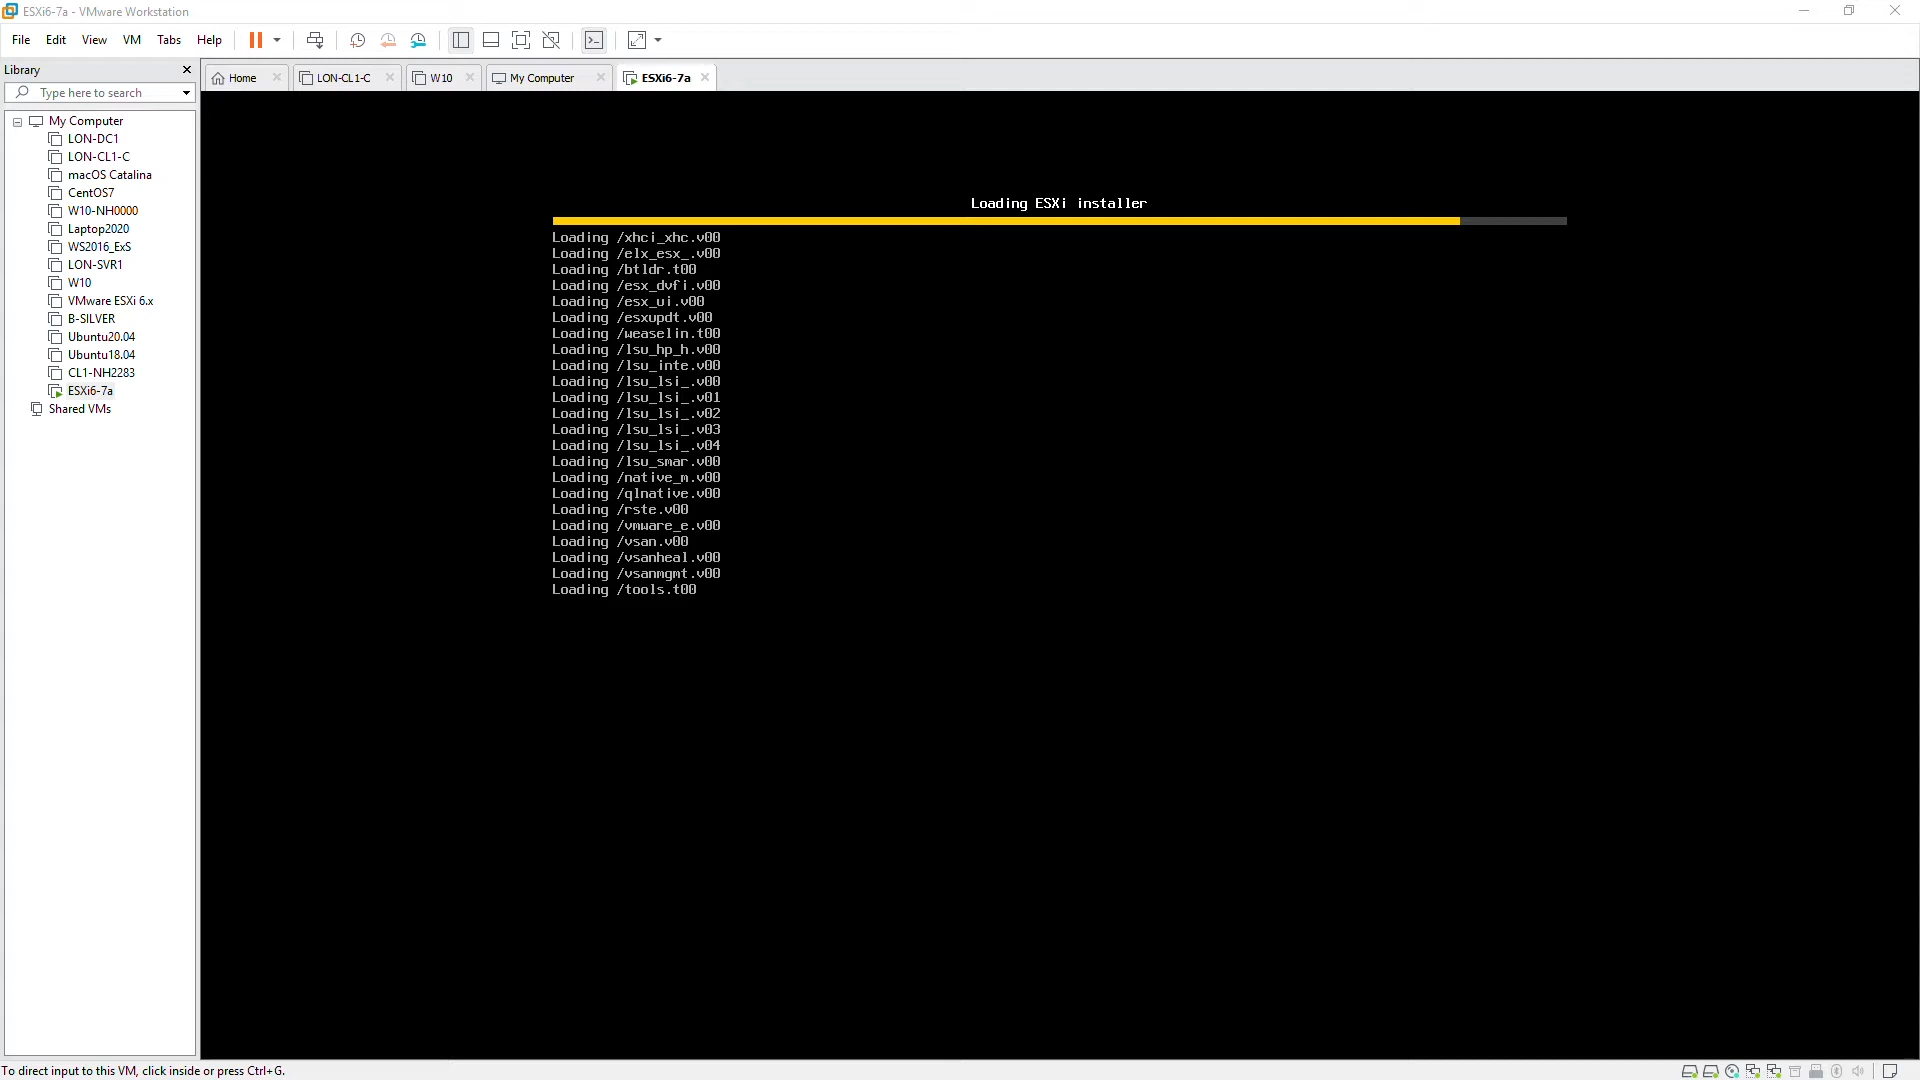 ESXi6-7a - VMware Workstation
File Edit View VM Tabs Help
Library
Type here to search
My Computer
LON-DC1
LON-CL1-C
macOS Catalina
CentOS7
W10-NH0000
Laptop2020
WS2016_ExS
LON-SVR1
W10
VMware ESXi 6.x
B-SILVER
Ubuntu20.04
Ubuntu18.04
CL1-NH2283
ESXi6-7a
Shared VMs
Home LON-CL1-C W10 My Computer ESXi6-7a
Loading ESXi installer
Loading /xhci_xhc.v00
Loading /elx_esx_.v00
Loading /btldr.t00
Loading /esx_dvfi.v00
Loading /esx_ui.v00
Loading /esxupdt.v00
Loading /weaselin.t00
Loading /lsu_hp_h.v00
Loading /lsu_inte.v00
Loading /lsu_lsi_.v00
Loading /lsu_lsi_.v01
Loading /lsu_lsi_.v02
Loading /lsu_lsi_.v03
Loading /lsu_lsi_.v04
Loading /lsu_smar.v00
Loading /native_m.v00
Loading /qlnative.v00
Loading /rste.v00
Loading /vmware_e.v00
Loading /vsan.v00
Loading /vsanheal.v00
Loading /vsanmgmt.v00
Loading /tools.t00
To direct input to this VM, click inside or press Ctrl+G.